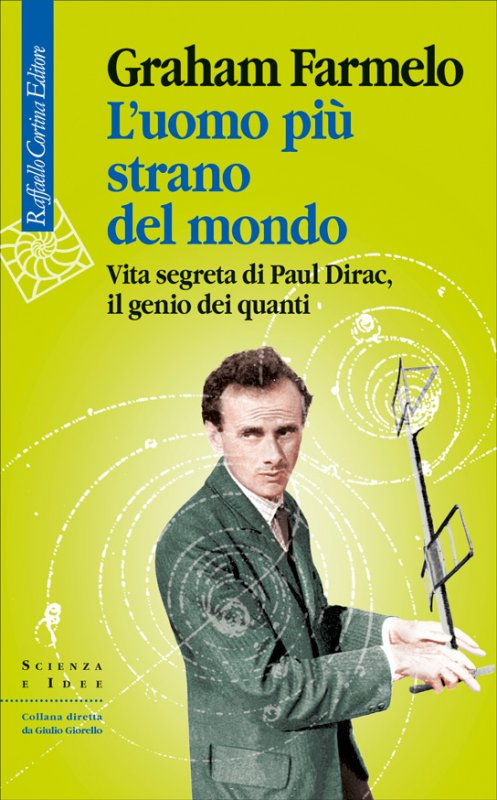 Raffaello Cortina Editore
Graham Farmelo
L'uomo più
strano
del mondo
Vita segreta di Paul Dirac,
il genio dei quanti
SCIENZA
E IDEE
Collana diretta
da Giulio Giorello